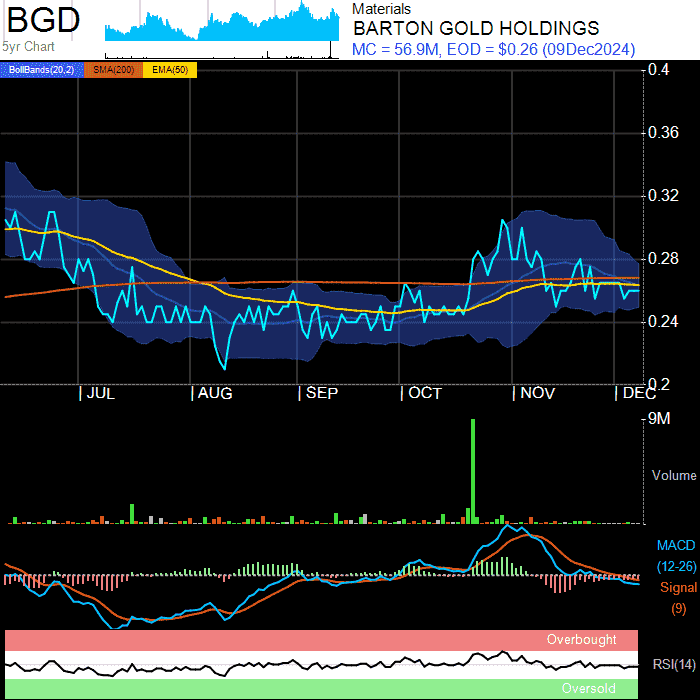 BGD
5yr Chart
Materials
BARTON GOLD HOLDINGS
MC = 56.9M, EOD = $0.26 (09Dec2024)
BollBands(20,2) SMA(200) EMA(50)
0.4
0.36
0.32
0.28
0.24
0.2
| JUL | AUG | SEP | OCT | NOV | DEC
9M
Volume
MACD
(12-26)
Signal
(9)
Overbought
RSI(14)
Oversold